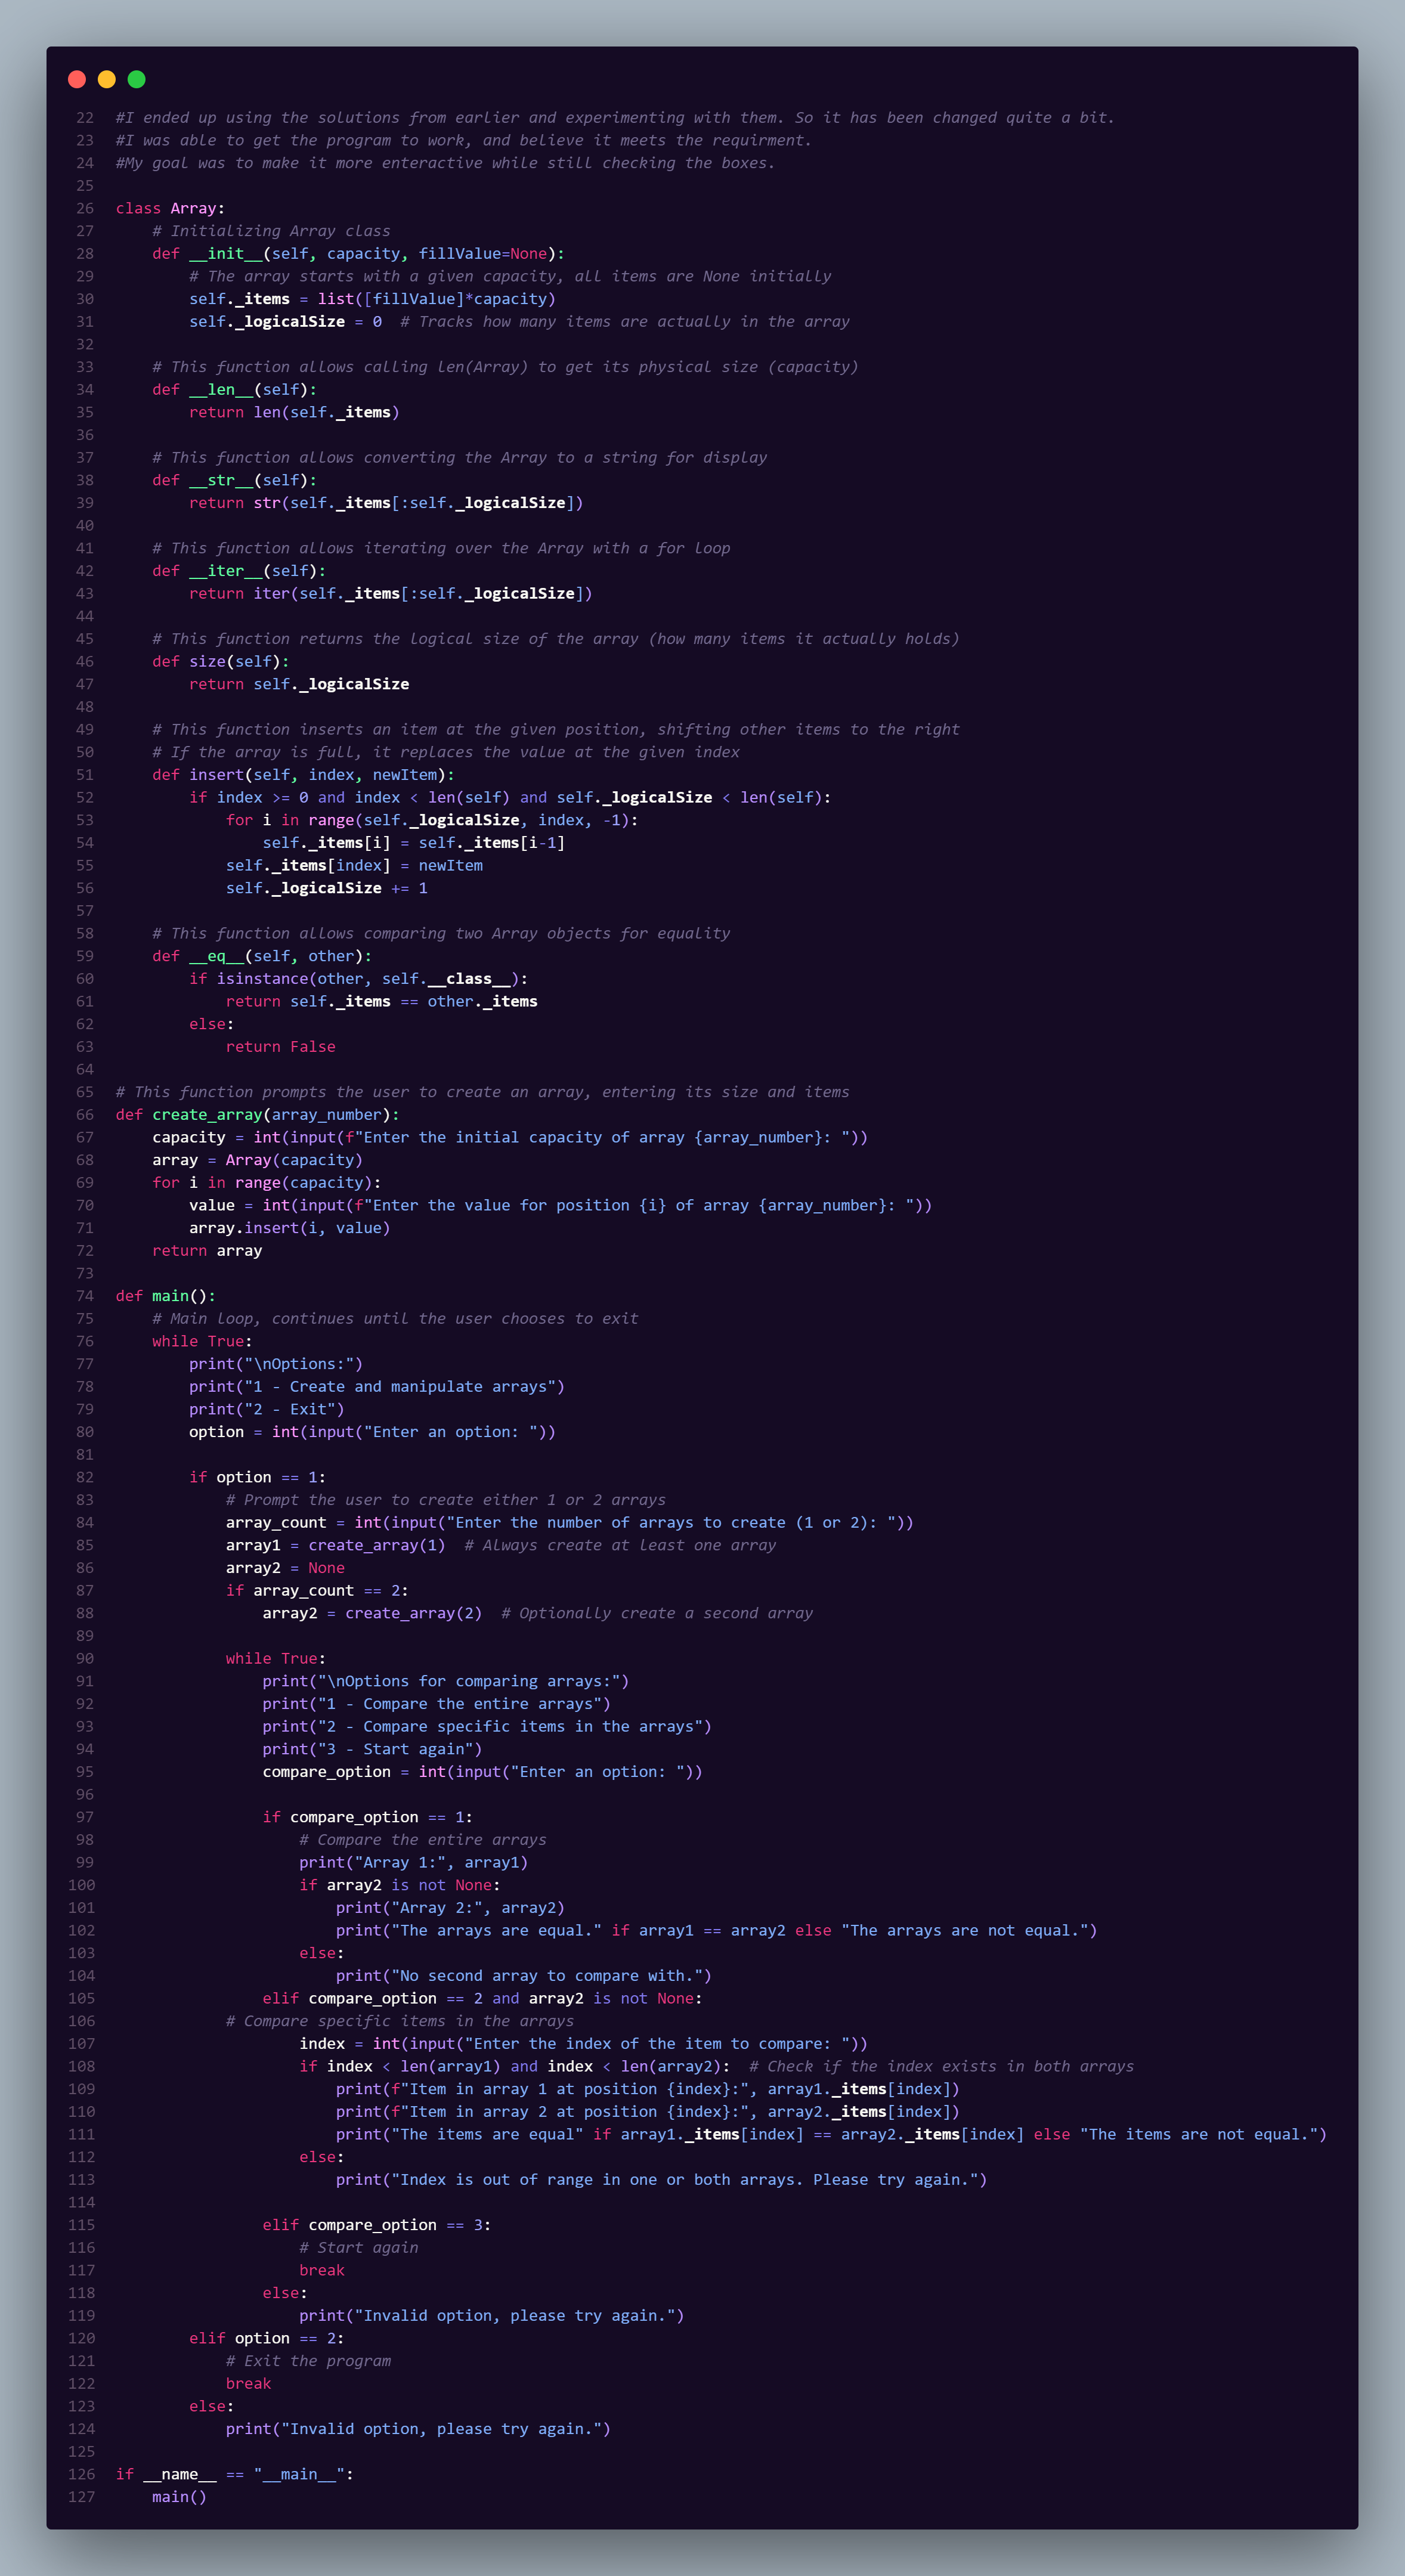 22 #I ended up using the solutions from earlier and experimenting with them. So it has been changed quite a bit.
23 #I was able to get the program to work, and believe it meets the requirment.
24 #My goal was to make it more enteractive while still checking the boxes.
25
26 class Array:
27     # Initializing Array class
28     def __init__(self, capacity, fillValue=None):
29         # The array starts with a given capacity, all items are None initially
30         self._items = list([fillValue]*capacity)
31         self._logicalSize = 0  # Tracks how many items are actually in the array
32
33     # This function allows calling len(Array) to get its physical size (capacity)
34     def __len__(self):
35         return len(self._items)
36
37     # This function allows converting the Array to a string for display
38     def __str__(self):
39         return str(self._items[:self._logicalSize])
40
41     # This function allows iterating over the Array with a for loop
42     def __iter__(self):
43         return iter(self._items[:self._logicalSize])
44
45     # This function returns the logical size of the array (how many items it actually holds)
46     def size(self):
47         return self._logicalSize
48
49     # This function inserts an item at the given position, shifting other items to the right
50     # If the array is full, it replaces the value at the given index
51     def insert(self, index, newItem):
52         if index >= 0 and index < len(self) and self._logicalSize < len(self):
53             for i in range(self._logicalSize, index, -1):
54                 self._items[i] = self._items[i-1]
55             self._items[index] = newItem
56             self._logicalSize += 1
57
58     # This function allows comparing two Array objects for equality
59     def __eq__(self, other):
60         if isinstance(other, self.__class__):
61             return self._items == other._items
62         else:
63             return False
64
65 # This function prompts the user to create an array, entering its size and items
66 def create_array(array_number):
67     capacity = int(input(f"Enter the initial capacity of array {array_number}: "))
68     array = Array(capacity)
69     for i in range(capacity):
70         value = int(input(f"Enter the value for position {i} of array {array_number}: "))
71         array.insert(i, value)
72     return array
73
74 def main():
75     # Main loop, continues until the user chooses to exit
76     while True:
77         print("\nOptions:")
78         print("1 - Create and manipulate arrays")
79         print("2 - Exit")
80         option = int(input("Enter an option: "))
81
82         if option == 1:
83             # Prompt the user to create either 1 or 2 arrays
84             array_count = int(input("Enter the number of arrays to create (1 or 2): "))
85             array1 = create_array(1)  # Always create at least one array
86             array2 = None
87             if array_count == 2:
88                 array2 = create_array(2)  # Optionally create a second array
89
90             while True:
91                 print("\nOptions for comparing arrays:")
92                 print("1 - Compare the entire arrays")
93                 print("2 - Compare specific items in the arrays")
94                 print("3 - Start again")
95                 compare_option = int(input("Enter an option: "))
96
97                 if compare_option == 1:
98                     # Compare the entire arrays
99                     print("Array 1:", array1)
100                     if array2 is not None:
101                         print("Array 2:", array2)
102                         print("The arrays are equal." if array1 == array2 else "The arrays are not equal.")
103                     else:
104                         print("No second array to compare with.")
105                 elif compare_option == 2 and array2 is not None:
106             # Compare specific items in the arrays
107                     index = int(input("Enter the index of the item to compare: "))
108                     if index < len(array1) and index < len(array2):  # Check if the index exists in both arrays
109                         print(f"Item in array 1 at position {index}:", array1._items[index])
110                         print(f"Item in array 2 at position {index}:", array2._items[index])
111                         print("The items are equal" if array1._items[index] == array2._items[index] else "The items are not equal.")
112                     else:
113                         print("Index is out of range in one or both arrays. Please try again.")
114
115                 elif compare_option == 3:
116                     # Start again
117                     break
118                 else:
119                     print("Invalid option, please try again.")
120         elif option == 2:
121             # Exit the program
122             break
123         else:
124             print("Invalid option, please try again.")
125
126 if __name__ == "__main__":
127     main()